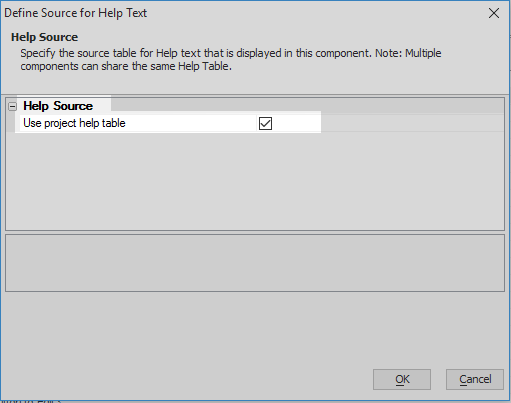 Define Source for Help Text
Help Source
Specify the source table for Help text that is displayed in this component. Note: Multiple
components can share the same Help Table.
Help Source
Use project help table
OK
Cancel